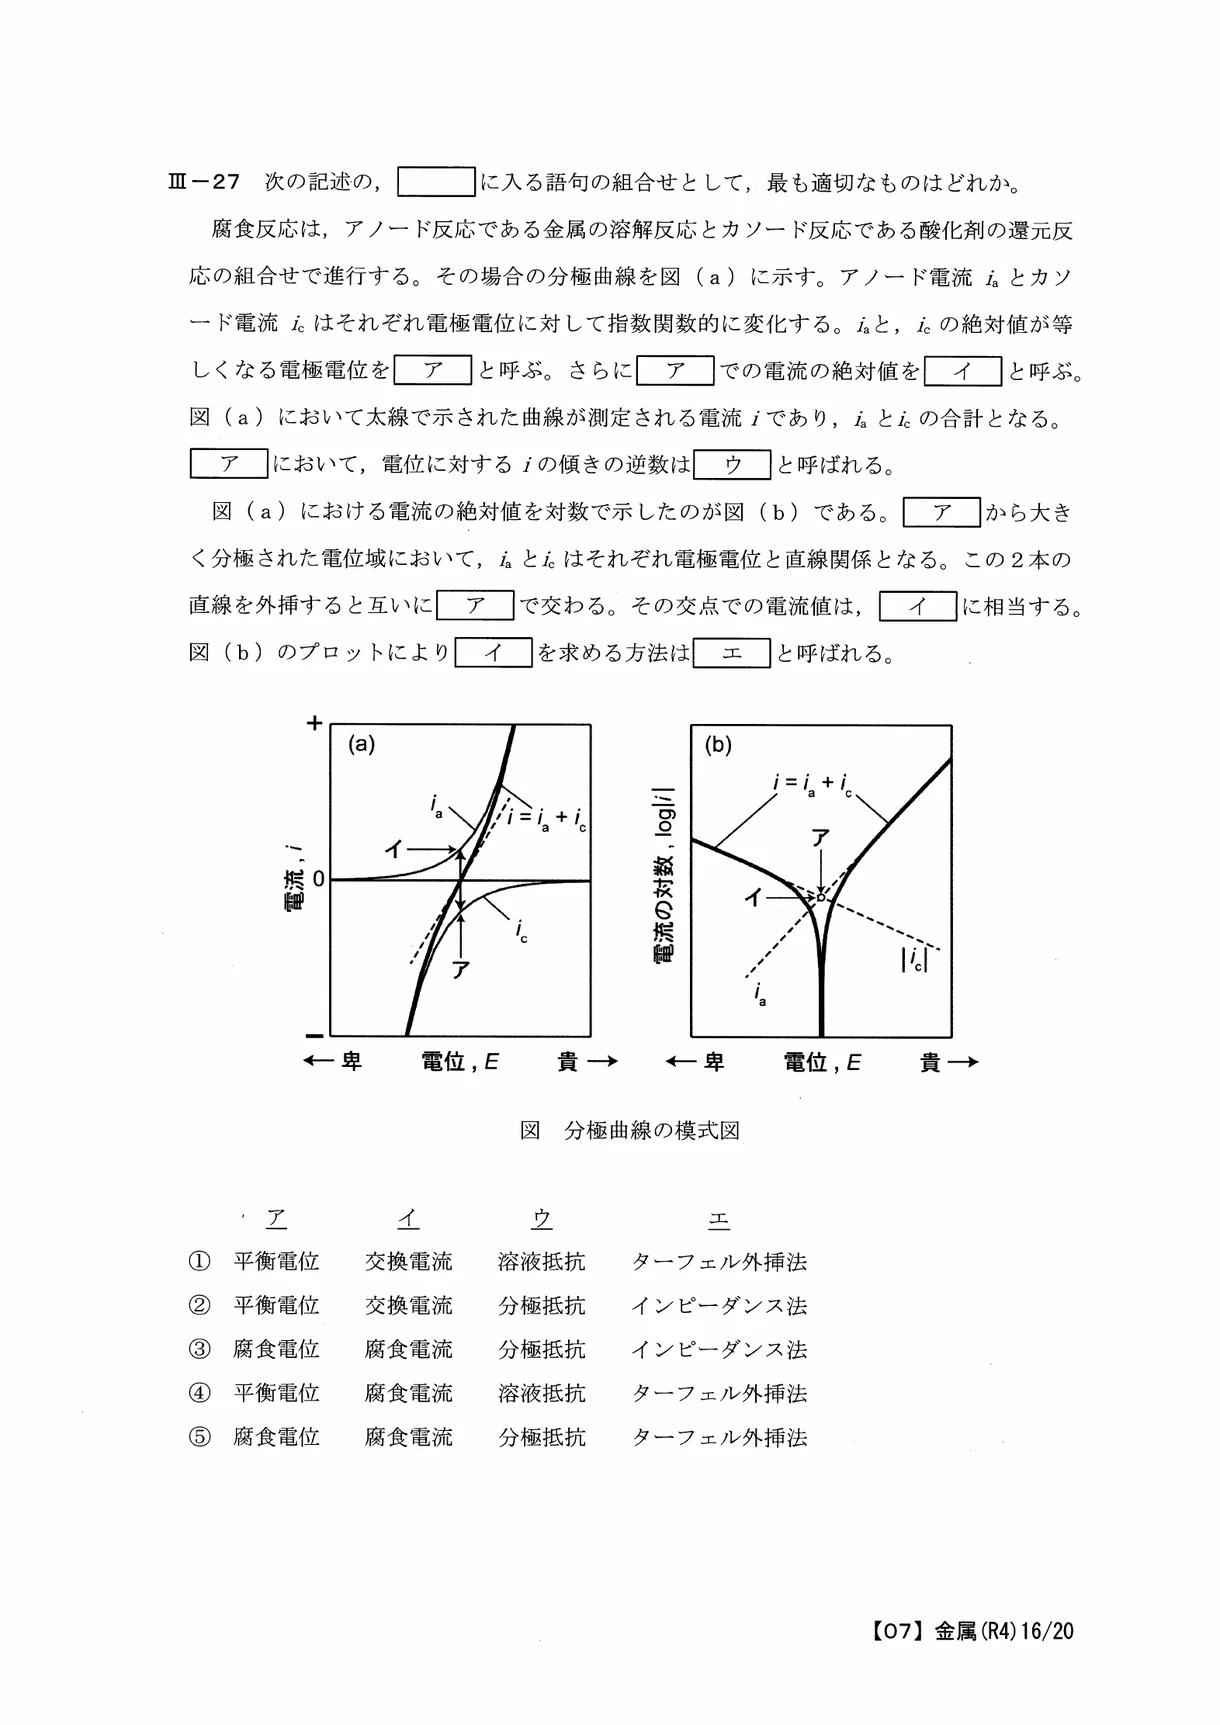 Ⅲ－27　次の記述の，□に入る語句の組合せとして，最も適切なものはどれか。
腐食反応は，アノード反応である金属の溶解反応とカソード反応である酸化剤の還元反
応の組合せで進行する。その場合の分極曲線を図（a）に示す。アノード電流 iₐ とカソ
ード電流 i꜀ はそれぞれ電極電位に対して指数関数的に変化する。iₐと，i꜀ の絶対値が等
しくなる電極電位を ア と呼ぶ。さらに ア での電流の絶対値を イ と呼ぶ。
図（a）において太線で示された曲線が測定される電流 i であり，iₐ とi꜀ の合計となる。
ア において，電位に対する i の傾きの逆数は ウ と呼ばれる。
図（a）における電流の絶対値を対数で示したのが図（b）である。 ア から大き
く分極された電位域において，iₐ とi꜀ はそれぞれ電極電位と直線関係となる。この２本の
直線を外挿すると互いに ア で交わる。その交点での電流値は， イ に相当する。
図（b）のプロットにより イ を求める方法は エ と呼ばれる。
＋
(a)
iₐ
i = iₐ + i꜀
イ
電流, i
0
i꜀
ア
－
← 卑　電位, E　貴 →
(b)
i = iₐ + i꜀
ア
イ
電流の対数, log|i|
|i꜀|
iₐ
← 卑　電位, E　貴 →
図　分極曲線の模式図
ア　イ　ウ　エ
①　平衡電位　交換電流　溶液抵抗　ターフェル外挿法
②　平衡電位　交換電流　分極抵抗　インピーダンス法
③　腐食電位　腐食電流　分極抵抗　インピーダンス法
④　平衡電位　腐食電流　溶液抵抗　ターフェル外挿法
⑤　腐食電位　腐食電流　分極抵抗　ターフェル外挿法
【07】金属(R4)16/20